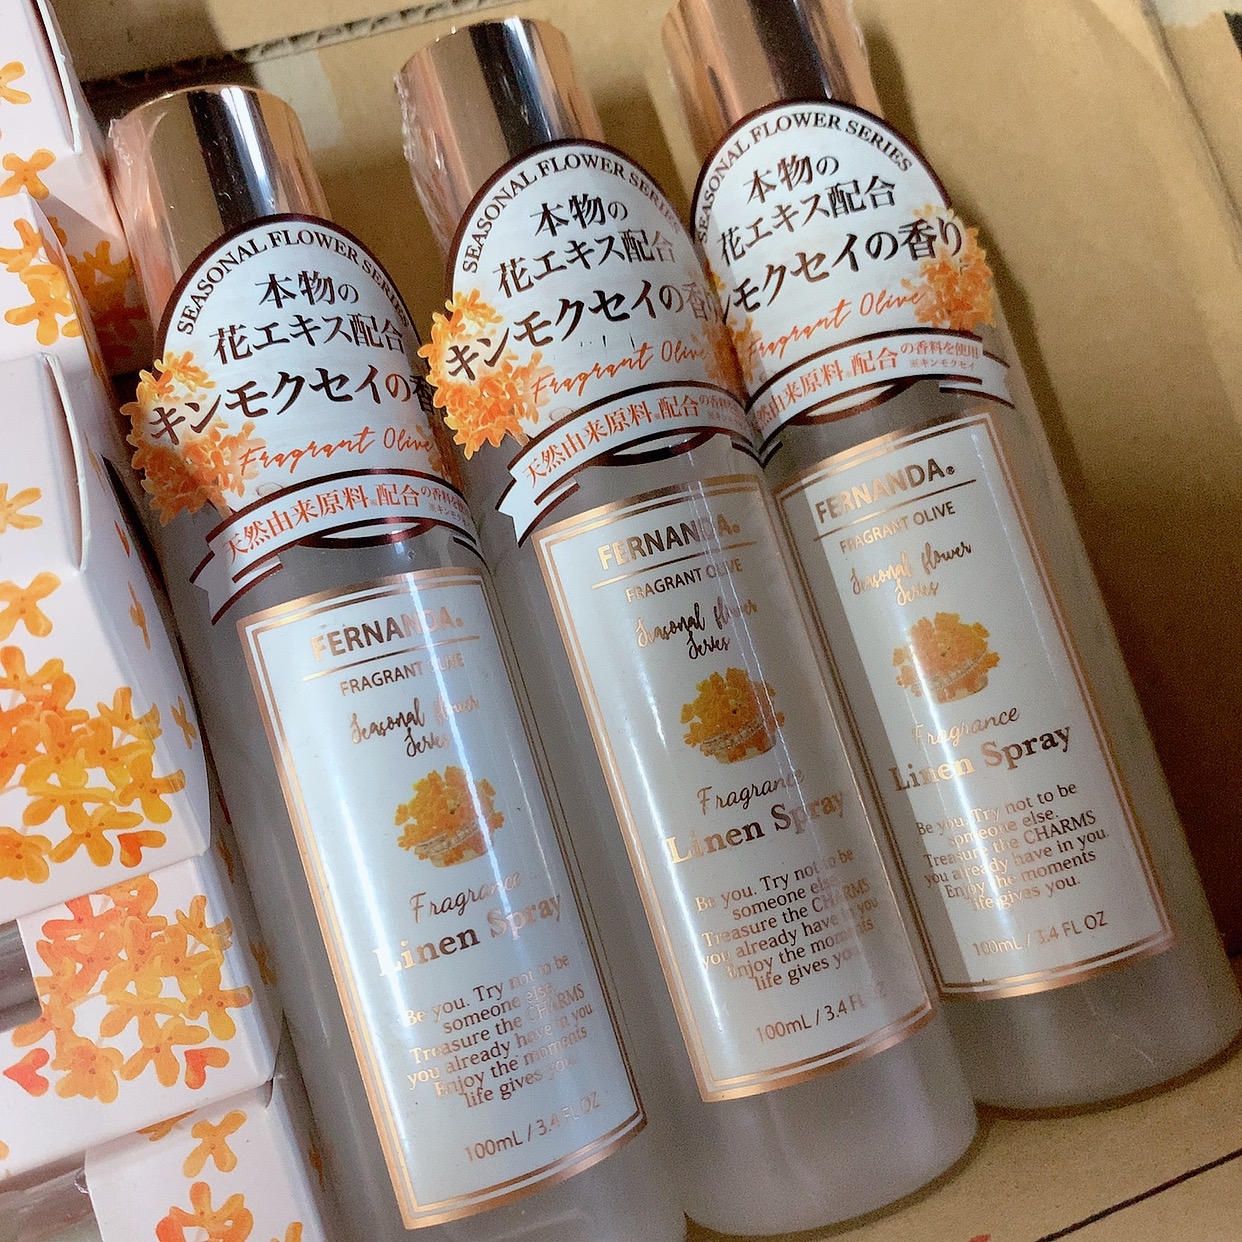 SEASONAL FLOWER SERIES
本物の
花エキス配合
キンモクセイの香
Fragrant Olive
天然由来原料※配合の香料を使
※キンモクセイ
FERNANDA®
FRAGRANT OLIVE
Seasonal flower
Series
Fragrance
Linen Spray
Be you. Try not to be
someone else.
Treasure the CHARMS
you already have in you
Enjoy the moments
life gives you.
100mL / 3.4 FL OZ
SEASONAL FLOWER SERIES
本物の
花エキス配合
キンモクセイの香り
Fragrant Olive
天然由来原料※配合の香料を
FERNANDA®
FRAGRANT OLIVE
Seasonal flower
Series
Fragrance
Linen Spray
Be you. Try not to be
someone else.
Treasure the CHARMS
you already have in you
Enjoy the moments
life gives you
100mL / 3.4 FL OZ
SEASONAL FLOWER SERIES
本物の
花エキス配合
ンモクセイの香り
Fragrant Olive
然由来原料※配合の香料を使用
※キンモクセイ
FERNANDA®
FRAGRANT OLIVE
Seasonal flower
Series
Fragrance
Linen Spray
Be you. Try not to be
someone else.
Treasure the CHARMS
you already have in you.
Enjoy the moments
life gives you.
100mL / 3.4 FL OZ